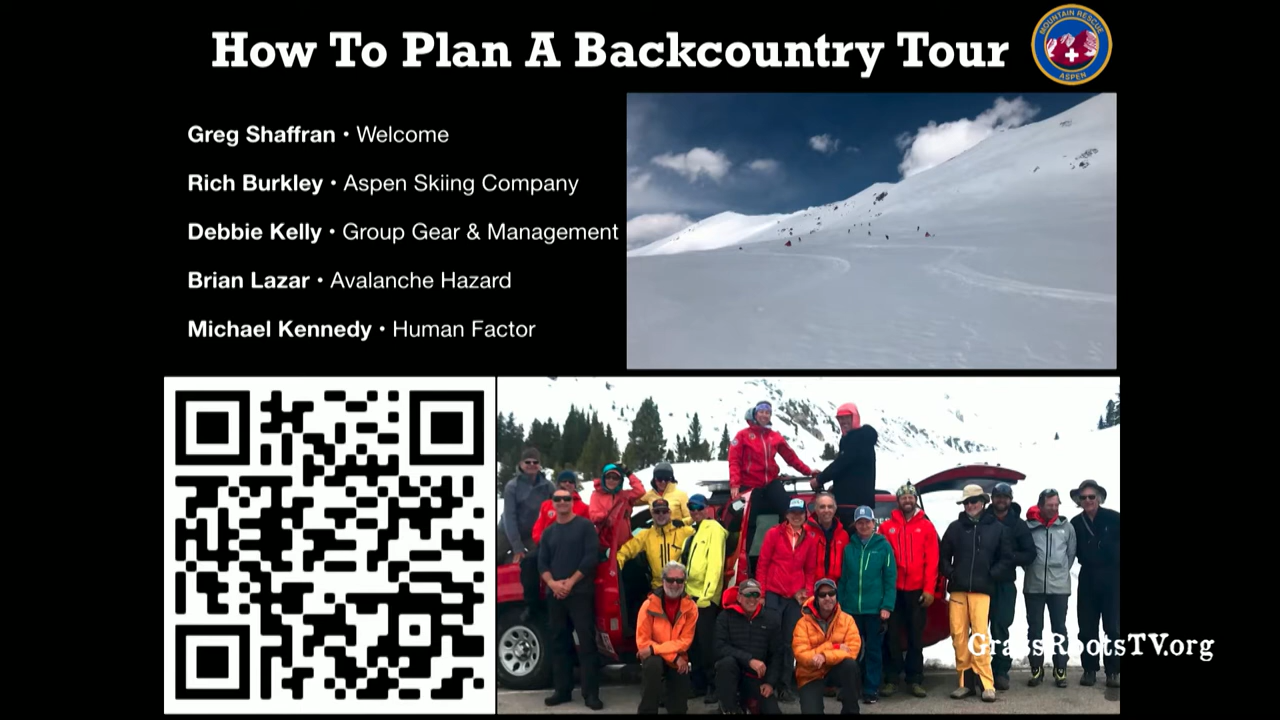 How To Plan A Backcountry Tour
MOUNTAIN RESCUE
ASPEN
Greg Shaffran • Welcome
Rich Burkley • Aspen Skiing Company
Debbie Kelly • Group Gear & Management
Brian Lazar • Avalanche Hazard
Michael Kennedy • Human Factor
GrassRootsTV.org